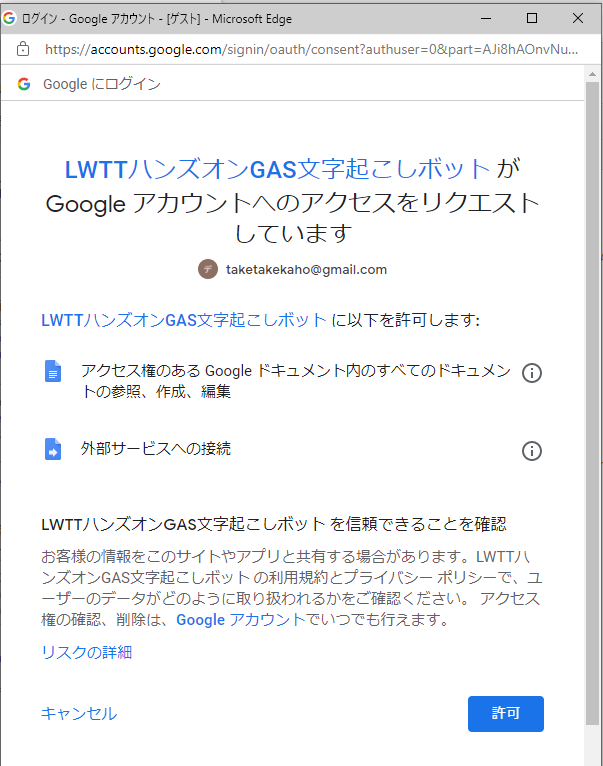 ログイン - Google アカウント - [ゲスト] - Microsoft Edge
https://accounts.google.com/signin/oauth/consent?authuser=0&part=AJi8hAOnvNu...
Google にログイン
LWTTハンズオンGAS文字起こしボット が
Google アカウントへのアクセスをリクエスト
しています
デ taketakekaho@gmail.com
LWTTハンズオンGAS文字起こしボット に以下を許可します:
アクセス権のある Google ドキュメント内のすべてのドキュメン
トの参照、作成、編集
外部サービスへの接続
LWTTハンズオンGAS文字起こしボット を信頼できることを確認
お客様の情報をこのサイトやアプリと共有する場合があります。LWTTハ
ンズオンGAS文字起こしボット の利用規約とプライバシー ポリシーで、ユ
ーザーのデータがどのように取り扱われるかをご確認ください。 アクセス
権の確認、削除は、Google アカウントでいつでも行えます。
リスクの詳細
キャンセル
許可